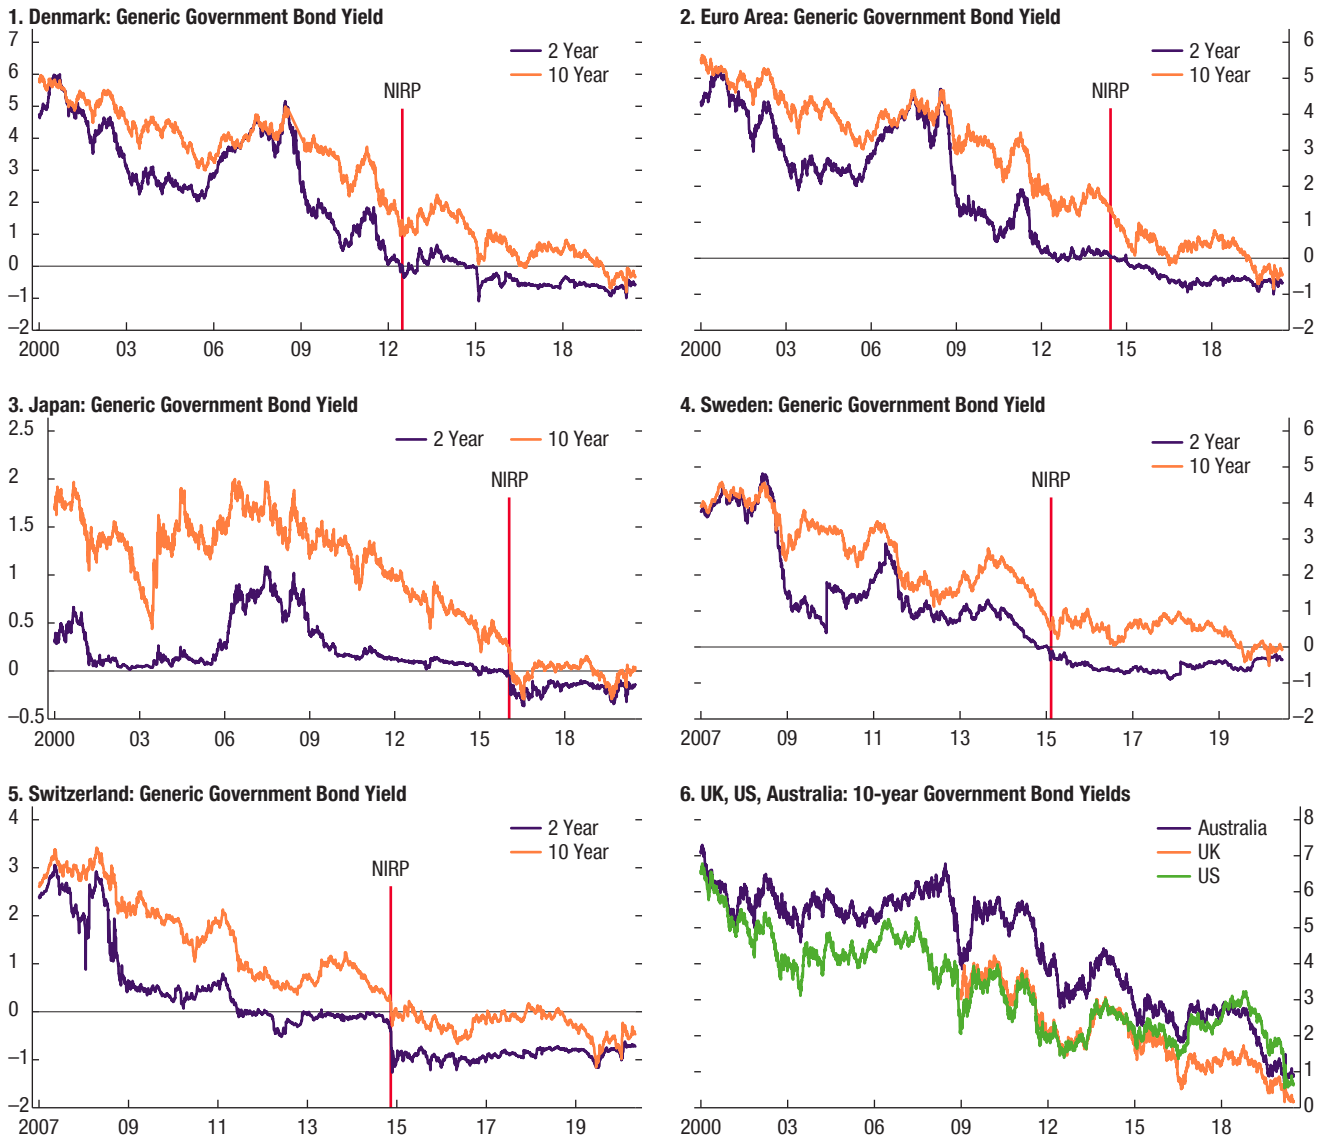 1. Denmark: Generic Government Bond Yield
7
6
5
4
3
2
1
0
–1
–2
2 Year
10 Year
NIRP
2000 03 06 09 12 15 18
2. Euro Area: Generic Government Bond Yield
6
5
4
3
2
1
0
–1
–2
2 Year
10 Year
NIRP
2000 03 06 09 12 15 18
3. Japan: Generic Government Bond Yield
2.5
2
1.5
1
0.5
0
–0.5
2 Year 10 Year
NIRP
2000 03 06 09 12 15 18
4. Sweden: Generic Government Bond Yield
6
5
4
3
2
1
0
–1
–2
2 Year
10 Year
NIRP
2007 09 11 13 15 17 19
5. Switzerland: Generic Government Bond Yield
4
3
2
1
0
–1
–2
2 Year
10 Year
NIRP
2007 09 11 13 15 17 19
6. UK, US, Australia: 10-year Government Bond Yields
8
7
6
5
4
3
2
1
0
Australia
UK
US
2000 03 06 09 12 15 18